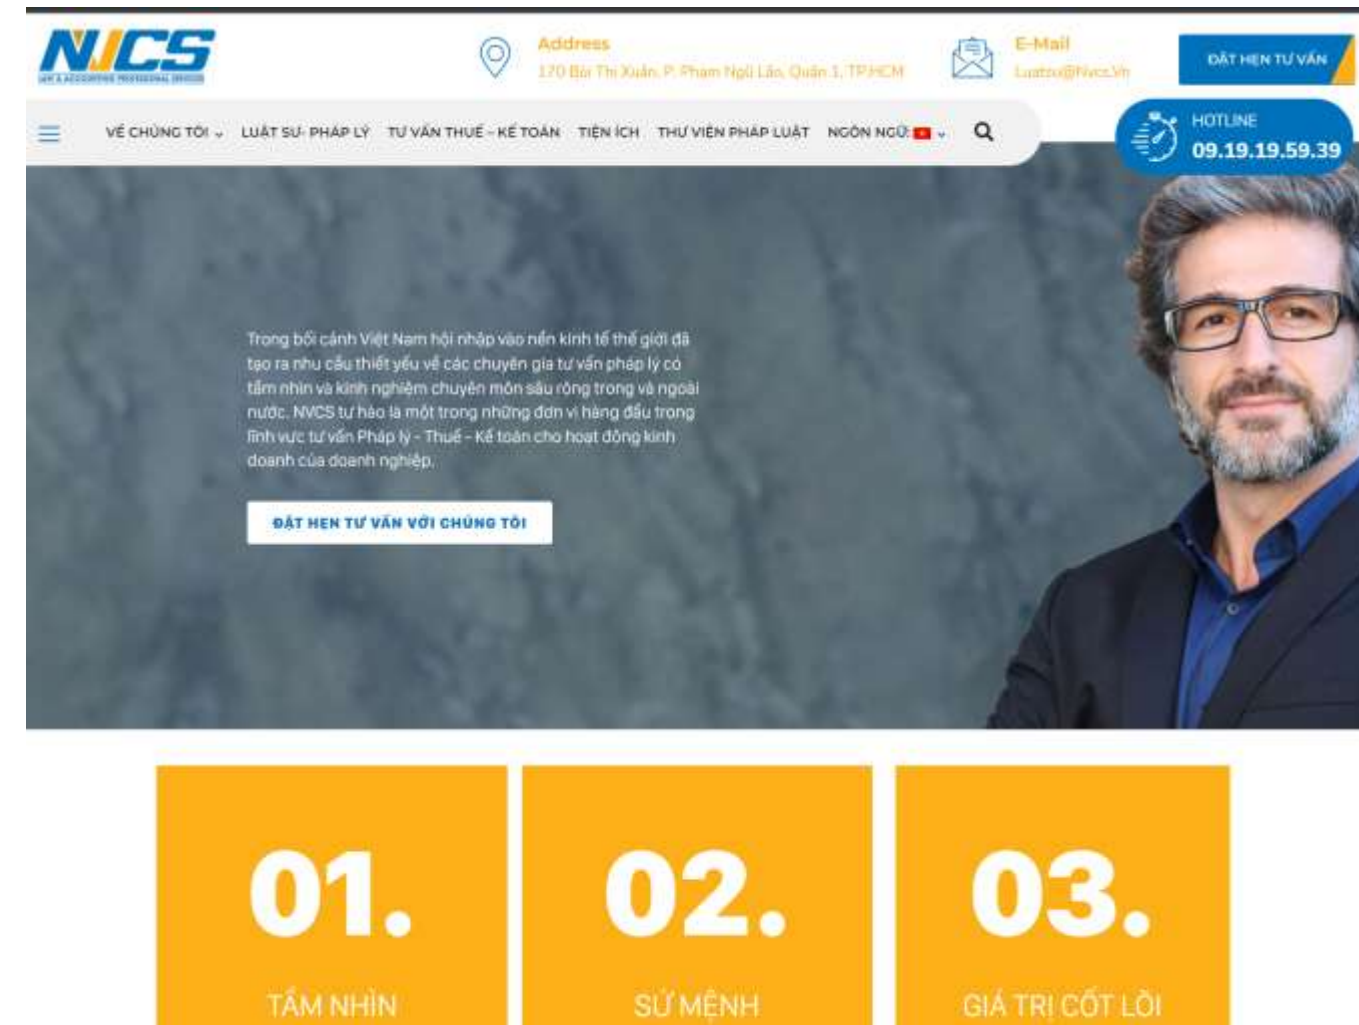 NVCS
LAW & ACCOUNTING PROFESSIONAL SERVICES
Address
170 Bùi Thị Xuân, P. Phạm Ngũ Lão, Quận 1, TP.HCM
E-Mail
Luatsu@Nvcs.Vn
ĐẶT HẸN TƯ VẤN
VỀ CHÚNG TÔI
LUẬT SƯ- PHÁP LÝ
TƯ VẤN THUẾ – KẾ TOÁN
TIỆN ÍCH
THƯ VIỆN PHÁP LUẬT
NGÔN NGỮ:
HOTLINE
09.19.19.59.39
Trong bối cảnh Việt Nam hội nhập vào nền kinh tế thế giới đã
tạo ra nhu cầu thiết yếu về các chuyên gia tư vấn pháp lý có
tầm nhìn và kinh nghiệm chuyên môn sâu rộng trong và ngoài
nước. NVCS tự hào là một trong những đơn vị hàng đầu trong
lĩnh vực tư vấn Pháp lý – Thuế – Kế toán cho hoạt động kinh
doanh của doanh nghiệp.
ĐẶT HẸN TƯ VẤN VỚI CHÚNG TÔI
01.
TẦM NHÌN
02.
SỨ MỆNH
03.
GIÁ TRỊ CỐT LÕI